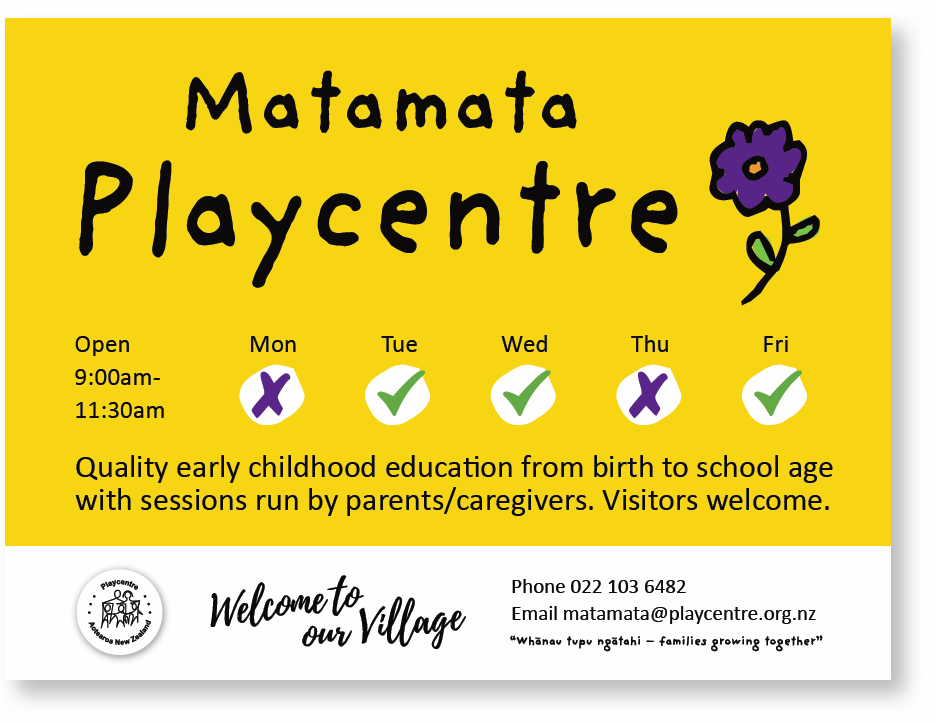 Matamata
Playcentre
Open Mon Tue Wed Thu Fri
9:00am-
11:30am
Quality early childhood education from birth to school age
with sessions run by parents/caregivers. Visitors welcome.
Playcentre
Aotearoa New Zealand
Welcome to
our Village
Phone 022 103 6482
Email matamata@playcentre.org.nz
“Whānau tupu ngātahi – families growing together”